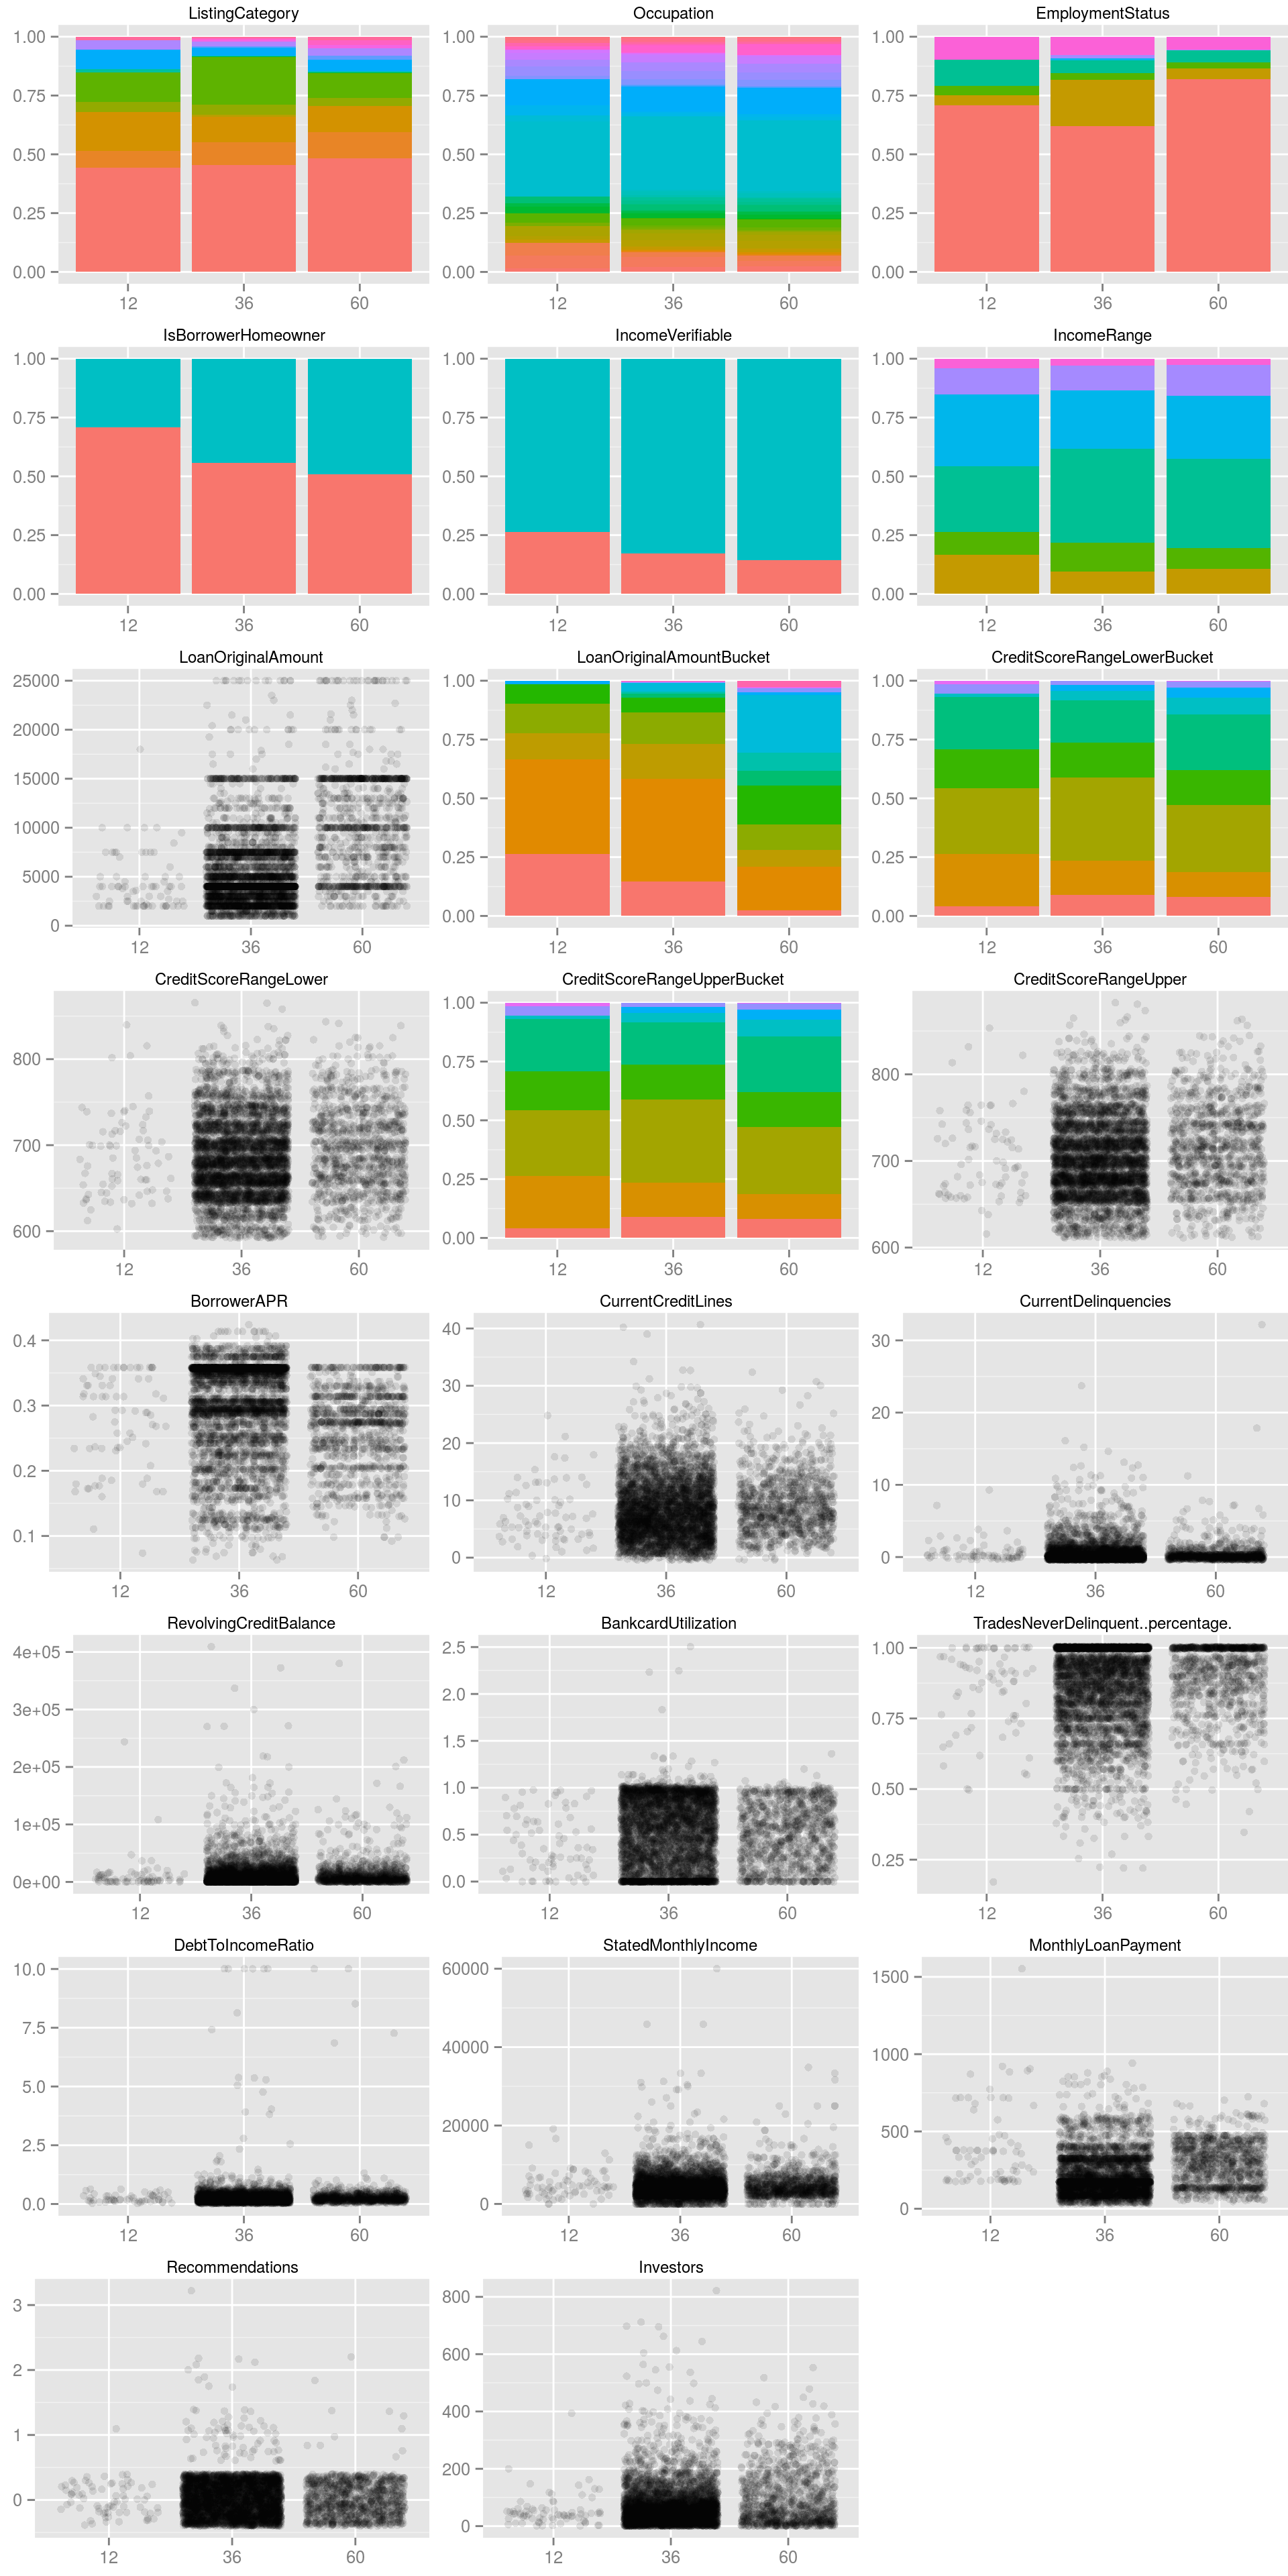 ListingCategory Occupation EmploymentStatus
1.00 1.00 1.00
0.75 0.75 0.75
0.50 0.50 0.50
0.25 0.25 0.25
0.00 0.00 0.00
12 36 60 12 36 60 12 36 60
IsBorrowerHomeowner IncomeVerifiable IncomeRange
1.00 1.00 1.00
0.75 0.75 0.75
0.50 0.50 0.50
0.25 0.25 0.25
0.00 0.00 0.00
12 36 60 12 36 60 12 36 60
LoanOriginalAmount LoanOriginalAmountBucket CreditScoreRangeLowerBucket
25000 1.00 1.00
20000 0.75 0.75
15000 0.50 0.50
10000 0.25 0.25
5000 0.00 0.00
0
12 36 60 12 36 60 12 36 60
CreditScoreRangeLower CreditScoreRangeUpperBucket CreditScoreRangeUpper
800 1.00 800
700 0.75 700
600 0.50 600
0.25
0.00
12 36 60 12 36 60 12 36 60
BorrowerAPR CurrentCreditLines CurrentDelinquencies
0.4 40 30
0.3 30 20
0.2 20 10
0.1 10 0
0
12 36 60 12 36 60 12 36 60
RevolvingCreditBalance BankcardUtilization TradesNeverDelinquent..percentage.
4e+05 2.5 1.00
3e+05 2.0 0.75
2e+05 1.5 0.50
1e+05 1.0 0.25
0e+00 0.5
0.0
12 36 60 12 36 60 12 36 60
DebtToIncomeRatio StatedMonthlyIncome MonthlyLoanPayment
10.0 60000 1500
7.5 40000 1000
5.0 20000 500
2.5 0 0
0.0
12 36 60 12 36 60 12 36 60
Recommendations Investors
3 800
2 600
1 400
0 200
0
12 36 60 12 36 60